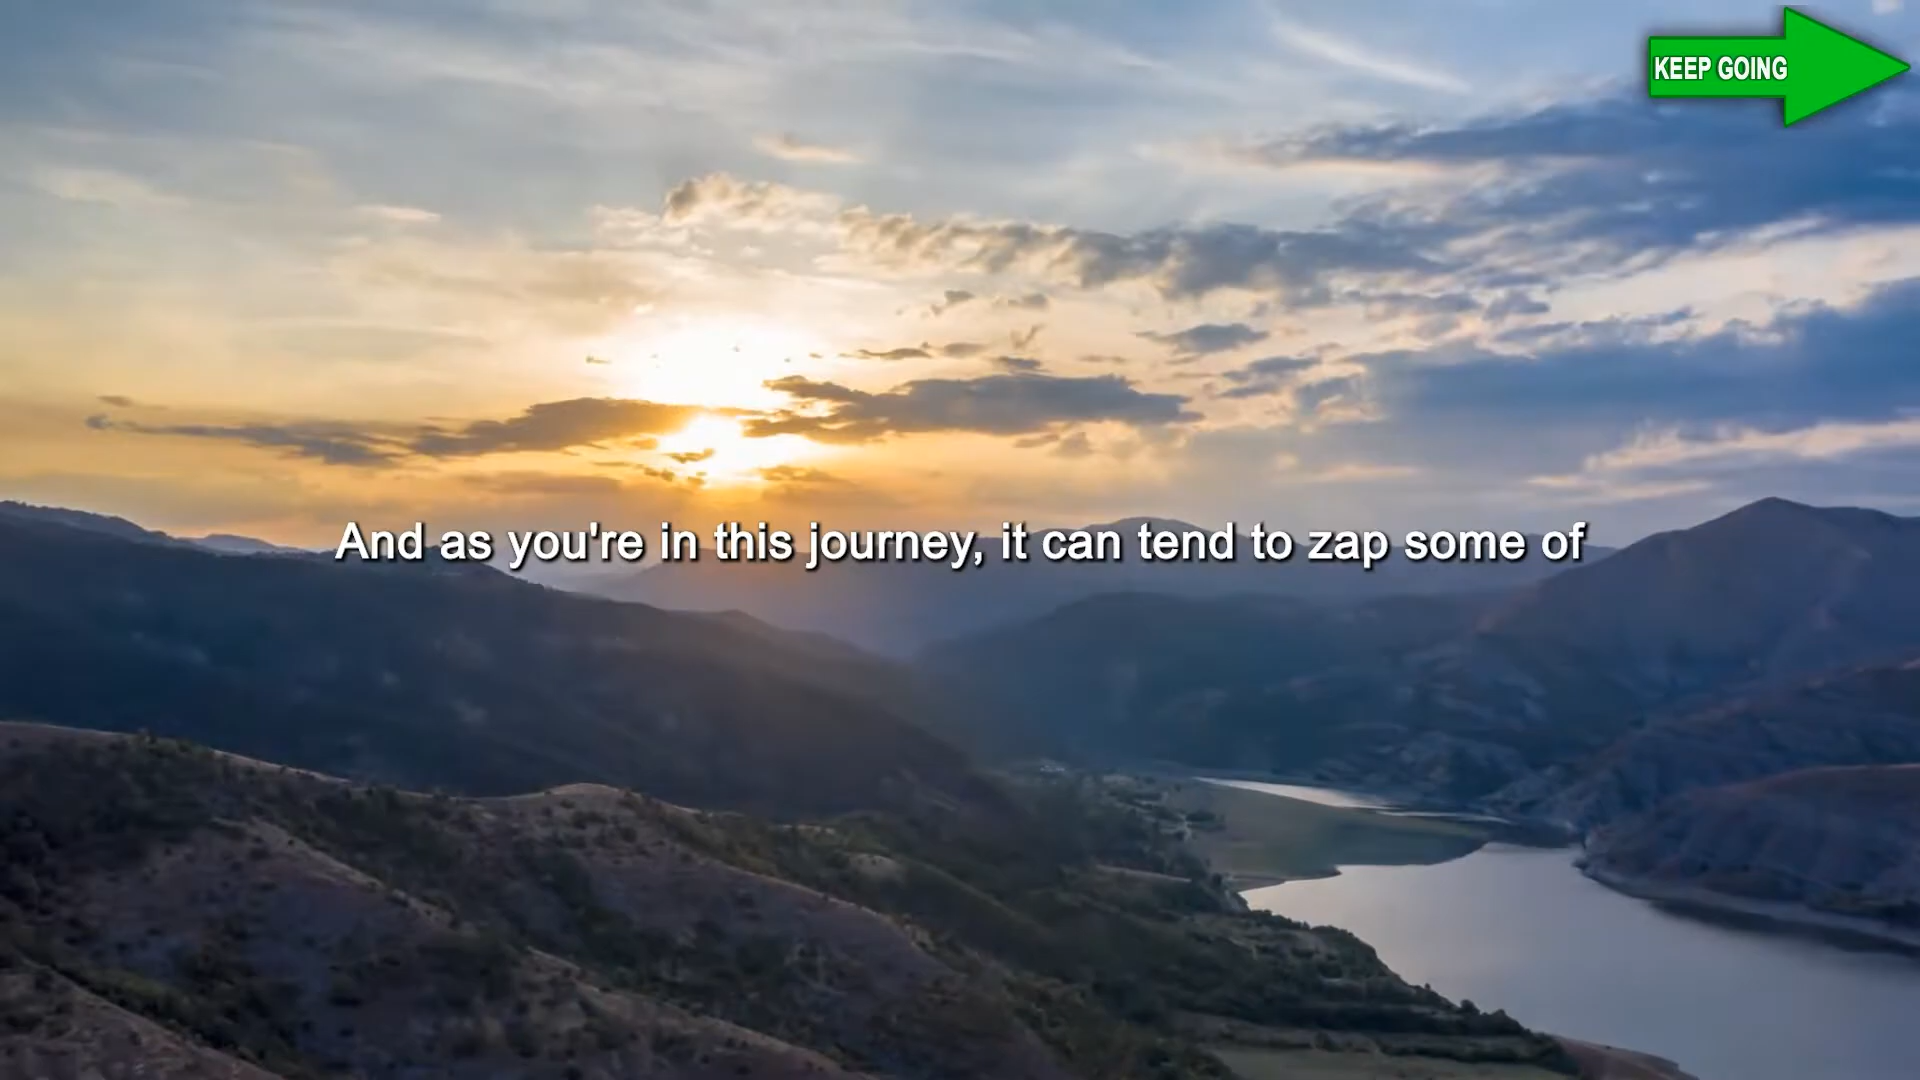 KEEP GOING
And as you're in this journey, it can tend to zap some of